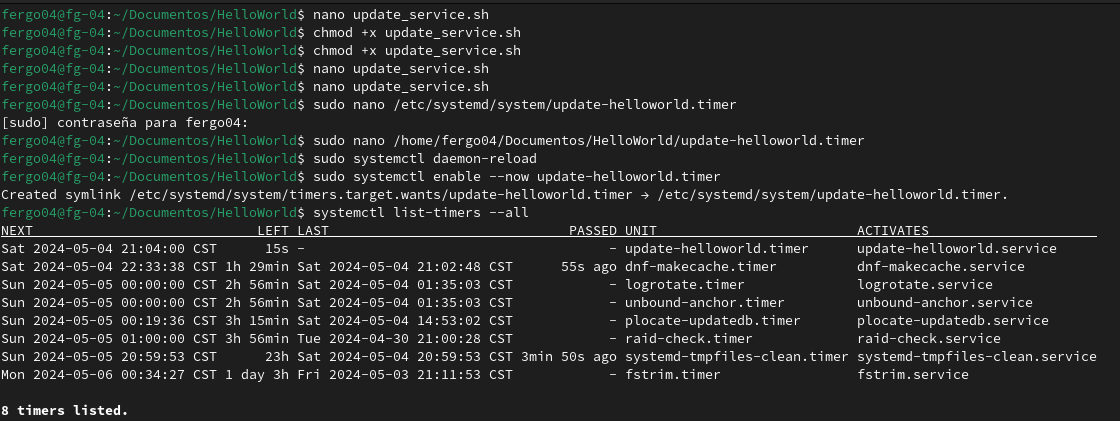 fergo04@fg-04:~/Documentos/HelloWorld$ nano update_service.sh
fergo04@fg-04:~/Documentos/HelloWorld$ chmod +x update_service.sh
fergo04@fg-04:~/Documentos/HelloWorld$ chmod +x update_service.sh
fergo04@fg-04:~/Documentos/HelloWorld$ nano update_service.sh
fergo04@fg-04:~/Documentos/HelloWorld$ nano update_service.sh
fergo04@fg-04:~/Documentos/HelloWorld$ sudo nano /etc/systemd/system/update-helloworld.timer
[sudo] contraseña para fergo04:
fergo04@fg-04:~/Documentos/HelloWorld$ sudo nano /home/fergo04/Documentos/HelloWorld/update-helloworld.timer
fergo04@fg-04:~/Documentos/HelloWorld$ sudo systemctl daemon-reload
fergo04@fg-04:~/Documentos/HelloWorld$ sudo systemctl enable --now update-helloworld.timer
Created symlink /etc/systemd/system/timers.target.wants/update-helloworld.timer → /etc/systemd/system/update-helloworld.timer.
fergo04@fg-04:~/Documentos/HelloWorld$ systemctl list-timers --all
NEXT                        LEFT LAST                              PASSED UNIT                         ACTIVATES
Sat 2024-05-04 21:04:00 CST      15s -                                  - update-helloworld.timer      update-helloworld.service
Sat 2024-05-04 22:33:38 CST 1h 29min Sat 2024-05-04 21:02:48 CST      55s ago dnf-makecache.timer          dnf-makecache.service
Sun 2024-05-05 00:00:00 CST 2h 56min Sat 2024-05-04 01:35:03 CST            - logrotate.timer              logrotate.service
Sun 2024-05-05 00:00:00 CST 2h 56min Sat 2024-05-04 01:35:03 CST            - unbound-anchor.timer         unbound-anchor.service
Sun 2024-05-05 00:19:36 CST 3h 15min Sat 2024-05-04 14:53:02 CST            - plocate-updatedb.timer       plocate-updatedb.service
Sun 2024-05-05 01:00:00 CST 3h 56min Tue 2024-04-30 21:00:28 CST            - raid-check.timer             raid-check.service
Sun 2024-05-05 20:59:53 CST      23h Sat 2024-05-04 20:59:53 CST 3min 50s ago systemd-tmpfiles-clean.timer systemd-tmpfiles-clean.service
Mon 2024-05-06 00:34:27 CST 1 day 3h Fri 2024-05-03 21:11:53 CST            - fstrim.timer                 fstrim.service
8 timers listed.